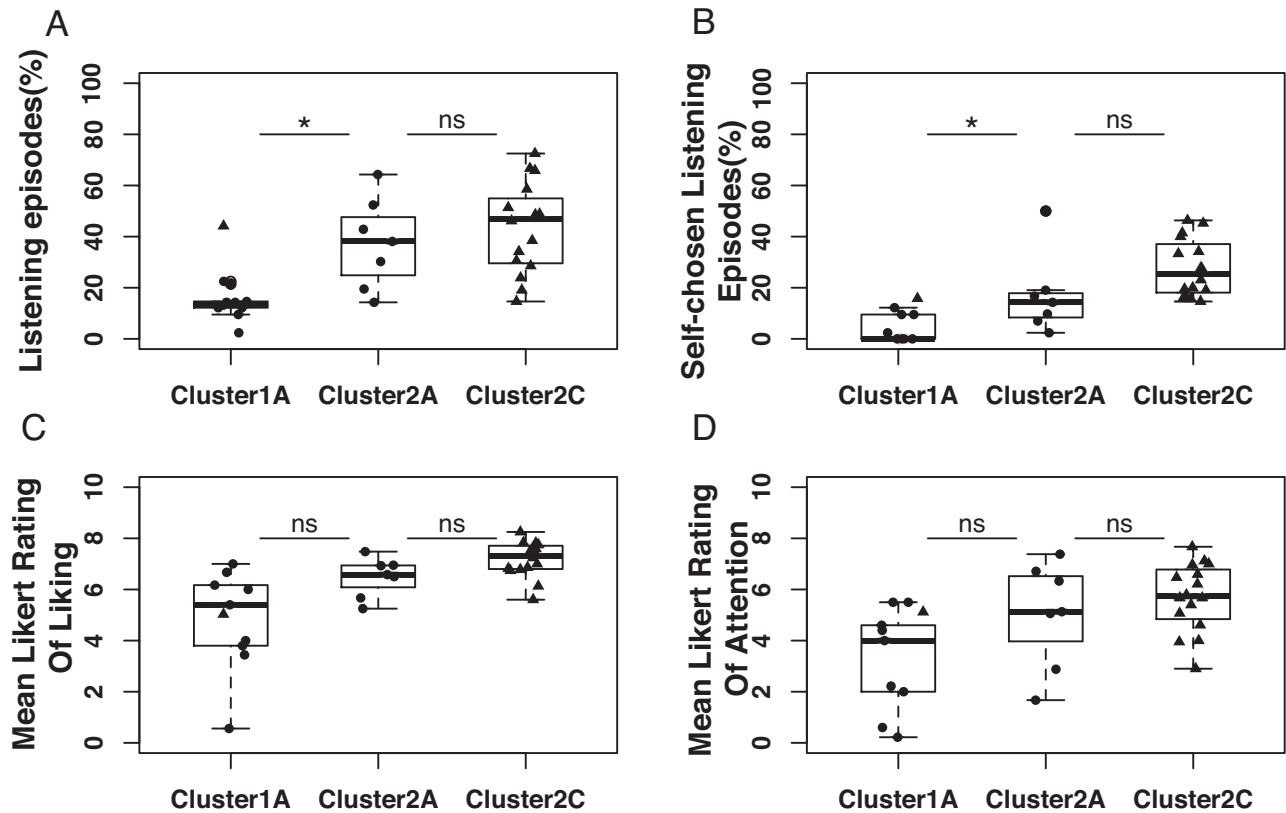 A
Listening episodes(%)
100
80
60
40
20
0
*
ns
Cluster1A Cluster2A Cluster2C
B
Self-chosen Listening
Episodes(%)
100
80
60
40
20
0
*
ns
Cluster1A Cluster2A Cluster2C
C
Mean Likert Rating
Of Liking
10
8
6
4
2
0
ns
ns
Cluster1A Cluster2A Cluster2C
D
Mean Likert Rating
Of Attention
10
8
6
4
2
0
ns
ns
Cluster1A Cluster2A Cluster2C